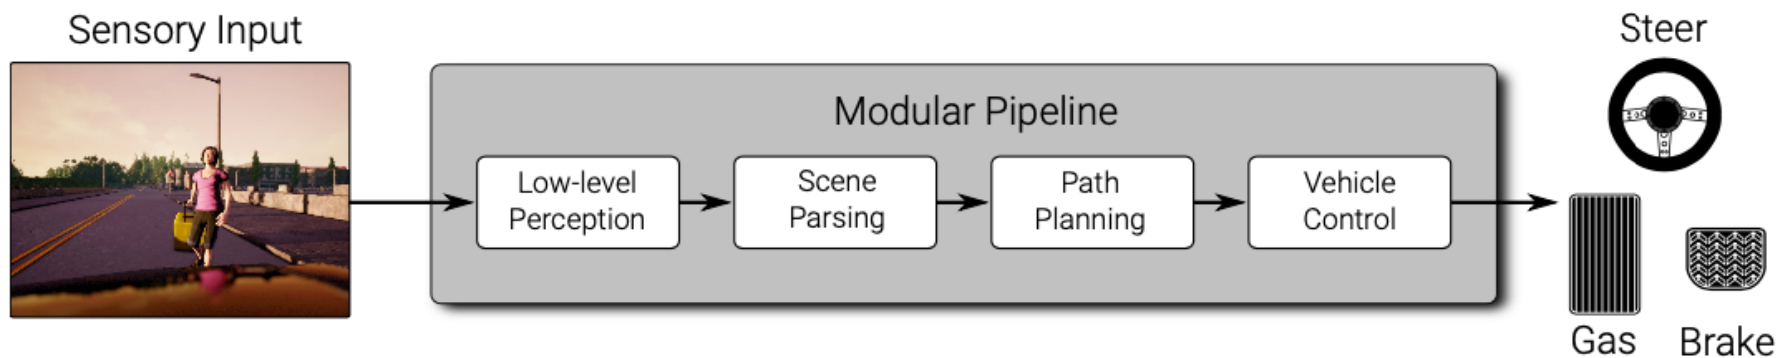 Sensory Input
Modular Pipeline
Low-level
Perception
Scene
Parsing
Path
Planning
Vehicle
Control
Steer
Gas
Brake